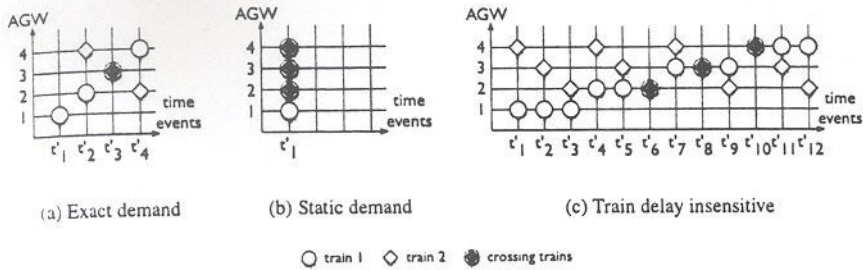 AGW
4
3
2
1
time
events
t'1 t'2 t'3 t'4
(a) Exact demand
AGW
4
3
2
1
time
events
t'1
(b) Static demand
AGW
4
3
2
1
time
events
t'1 t'2 t'3 t'4 t'5 t'6 t'7 t'8 t'9 t'10 t'11 t'12
(c) Train delay insensitive
train 1 train 2 crossing trains